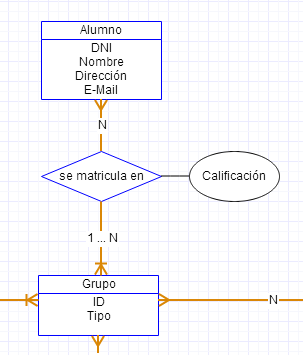 Alumno
DNI
Nombre
Dirección
E-Mail
N
se matricula en
Calificación
1 ... N
Grupo
ID
Tipo
N